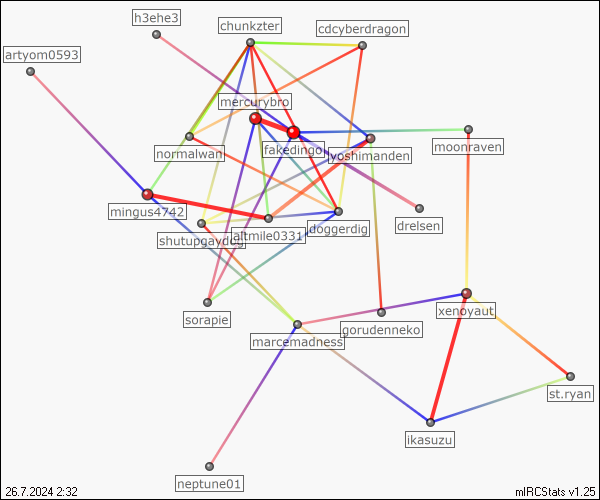 h3ehe3
chunkzter
cdcyberdragon
artyom0593
mercurybro
normalwan
fakedingo
yoshimanden
moonraven
mingus4742
drelsen
shutupgaydog
altmile0331
doggerdig
sorapie
xenoyaut
gorudenneko
marcemadness
st.ryan
ikasuzu
neptune01
26.7.2024 2:32
mIRCStats v1.25